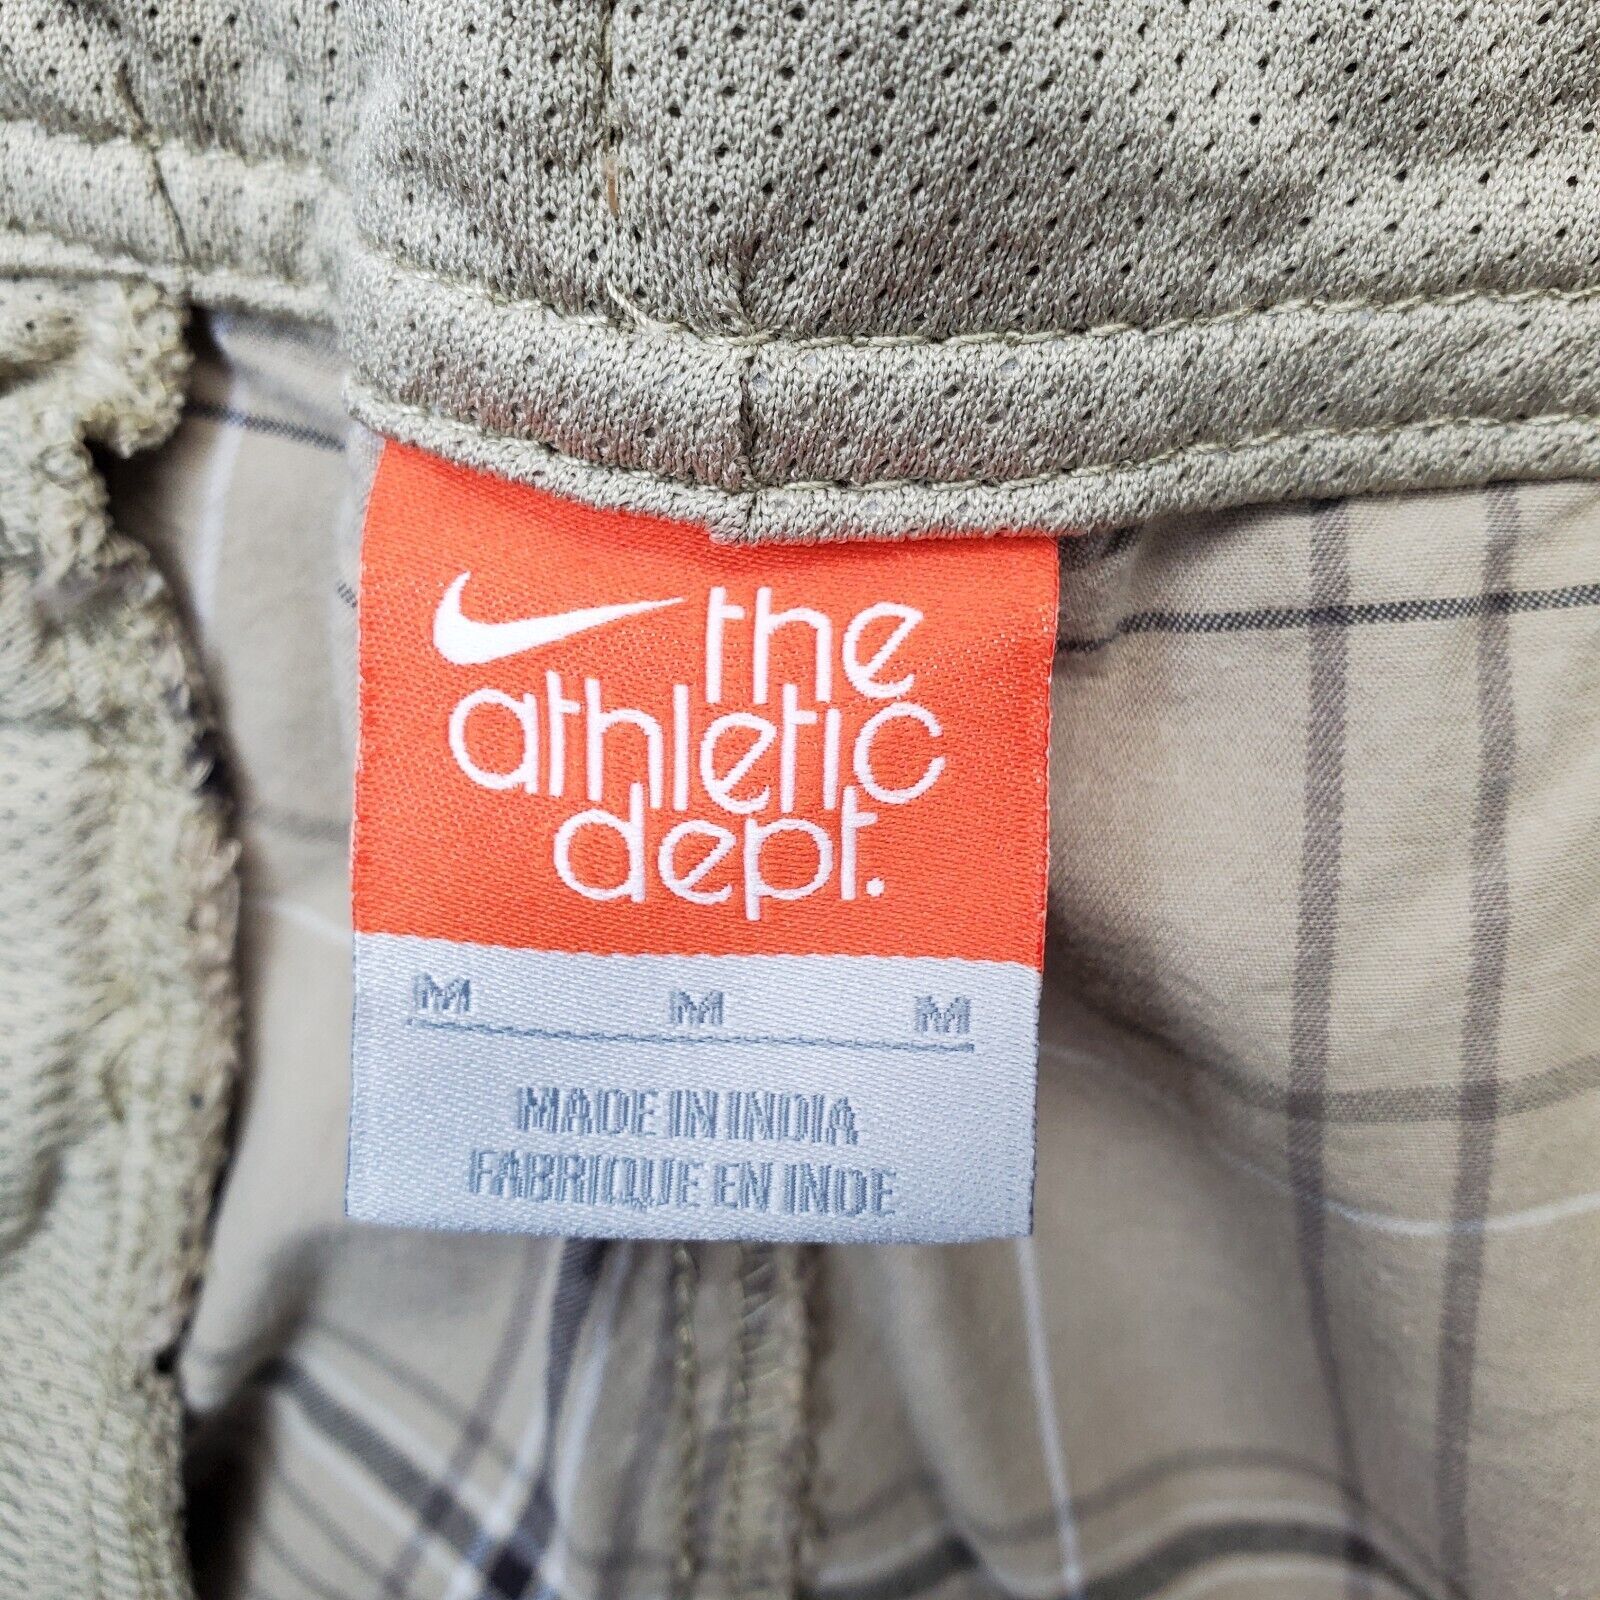 the
athletic
dept.
M M M
MADE IN INDIA
FABRIQUE EN INDE